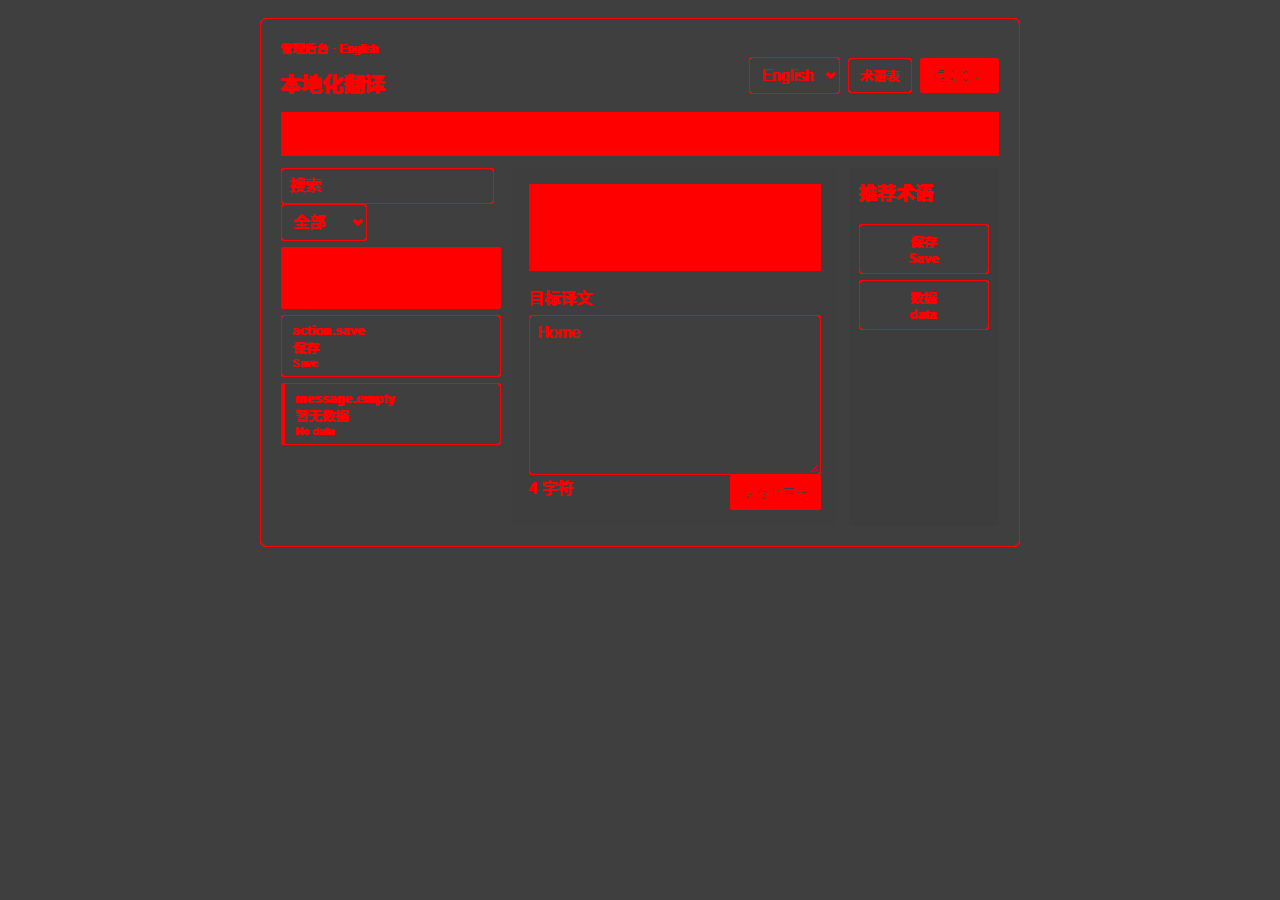 管理后台 · English
本地化翻译
English
术语表
搜索
全部
action.save
保存
Save
message.empty
暂无数据
No data
目标译文
Home
4 字符
推荐术语
保存
Save
数据
data